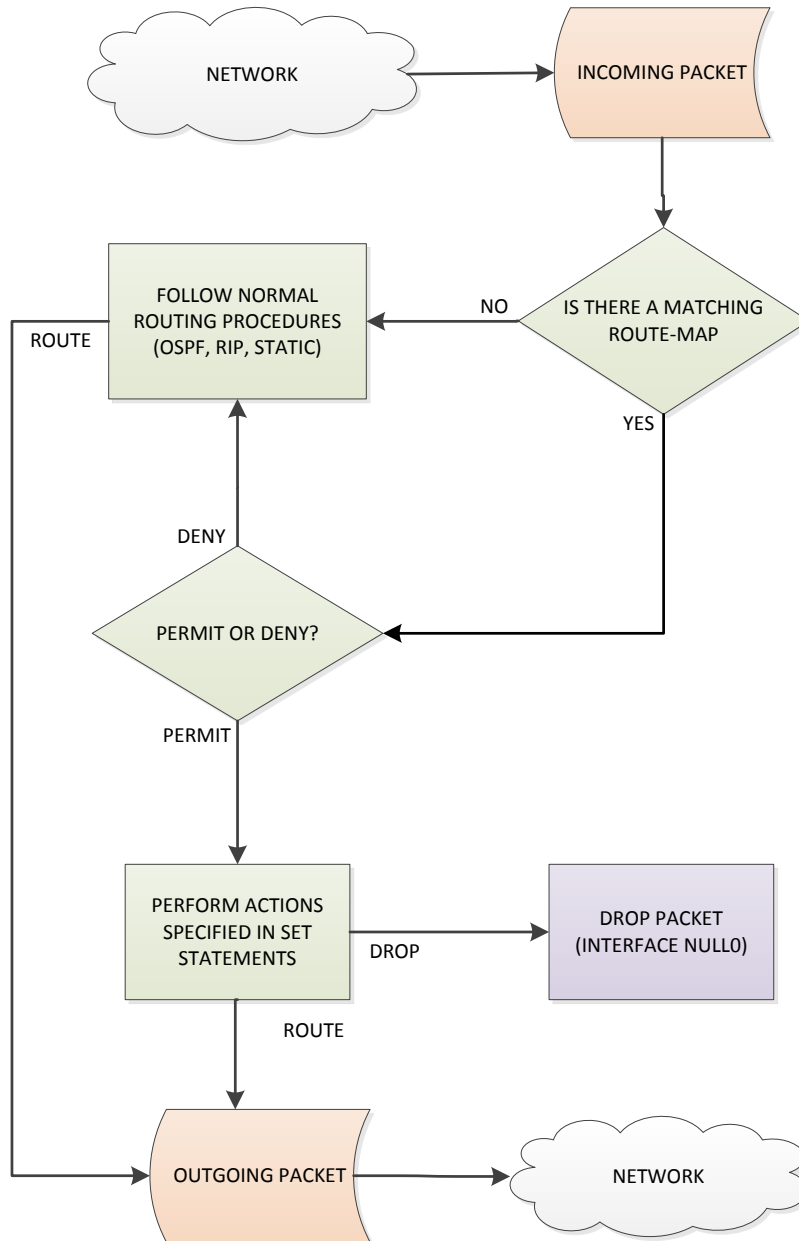 NETWORK
INCOMING PACKET
IS THERE A MATCHING
ROUTE-MAP
NO
YES
FOLLOW NORMAL
ROUTING PROCEDURES
(OSPF, RIP, STATIC)
ROUTE
DENY
PERMIT OR DENY?
PERMIT
PERFORM ACTIONS
SPECIFIED IN SET
STATEMENTS
DROP
DROP PACKET
(INTERFACE NULL0)
ROUTE
OUTGOING PACKET
NETWORK